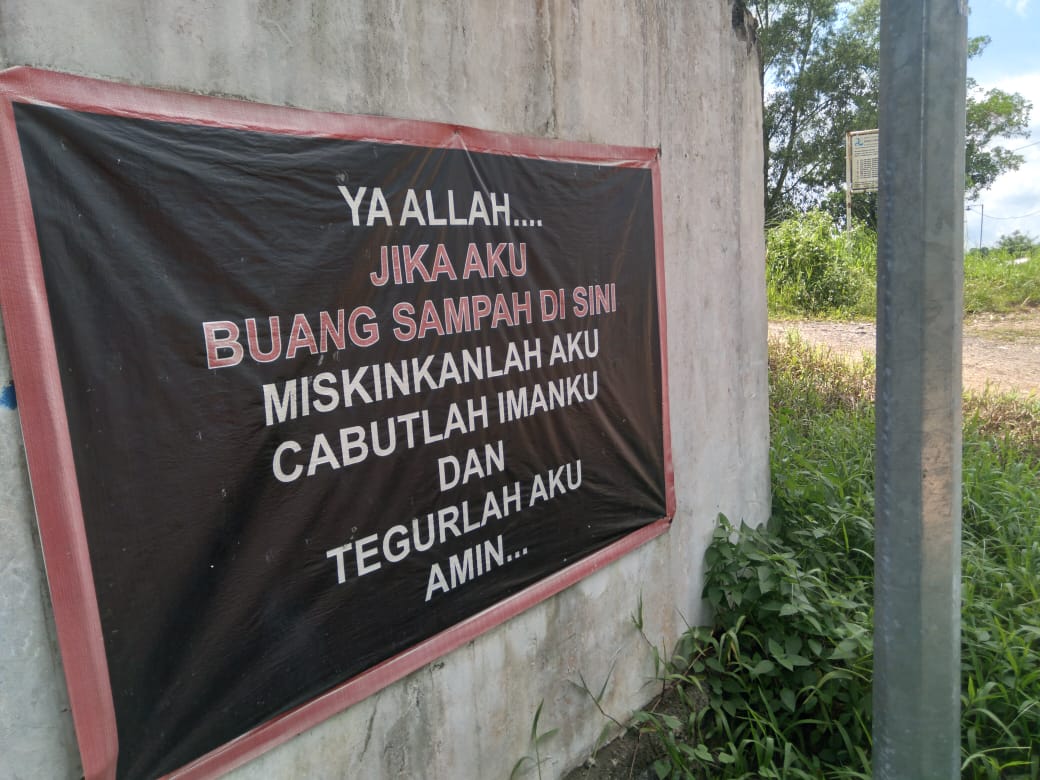 YA ALLAH....
JIKA AKU
BUANG SAMPAH DI SINI
MISKINKANLAH AKU
CABUTLAH IMANKU
DAN
TEGURLAH AKU
AMIN...